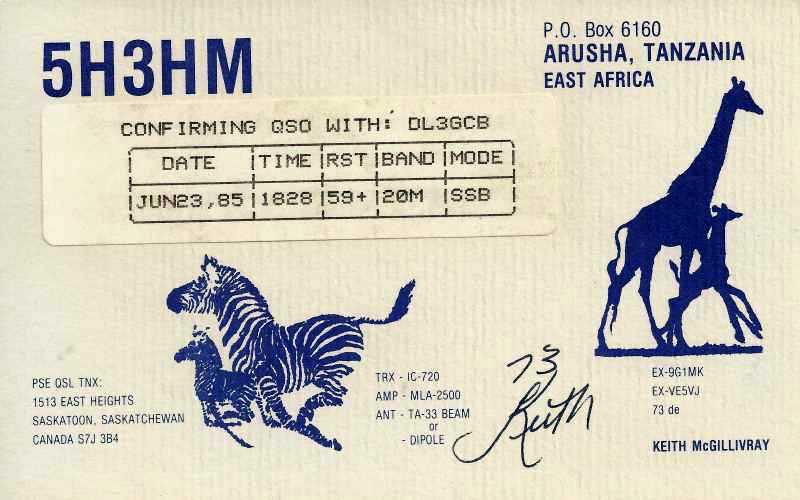 5H3HM
P.O. Box 6160
ARUSHA, TANZANIA
EAST AFRICA
CONFIRMING QSO WITH: DL3GCB
DATE |TIME|RST|BAND|MODE|
JUN23,85|1828|59+|20M|SSB
PSE QSL TNX:
1513 EAST HEIGHTS
SASKATOON, SASKATCHEWAN
CANADA S7J 3B4
TRX - IC-720
AMP - MLA-2500
ANT - TA-33 BEAM
or
- DIPOLE
73
Keith
EX-9G1MK
EX-VE5VJ
73 de
KEITH McGILLIVRAY